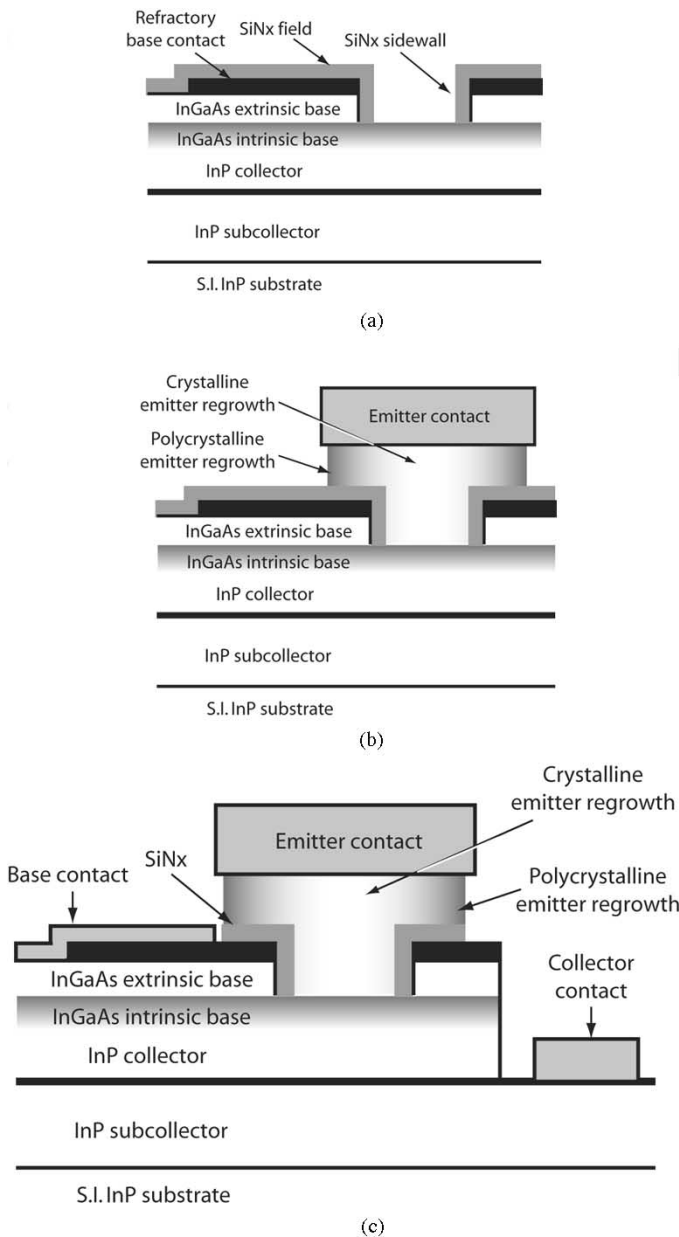 Refractory
base contact
SiNx field
SiNx sidewall
InGaAs extrinsic base
InGaAs intrinsic base
InP collector
InP subcollector
S.I. InP substrate
(a)
Crystalline
emitter regrowth
Polycrystalline
emitter regrowth
Emitter contact
InGaAs extrinsic base
InGaAs intrinsic base
InP collector
InP subcollector
S.I. InP substrate
(b)
Crystalline
emitter regrowth
Emitter contact
SiNx
Base contact
Polycrystalline
emitter regrowth
InGaAs extrinsic base
Collector
contact
InGaAs intrinsic base
InP collector
InP subcollector
S.I. InP substrate
(c)